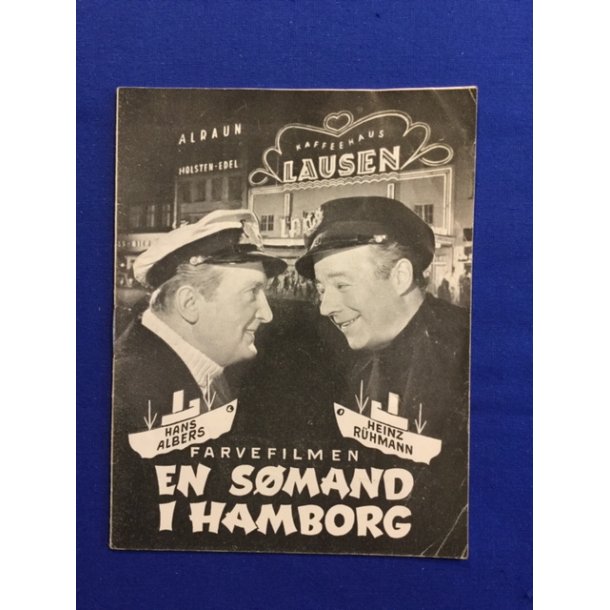 ALRAUN
HOLSTEN-EDEL
KAFFEEHAUS
LAUSEN
HANS
ALBERS
HEINZ
RÜHMANN
FARVEFILMEN
EN SØMAND
I HAMBORG